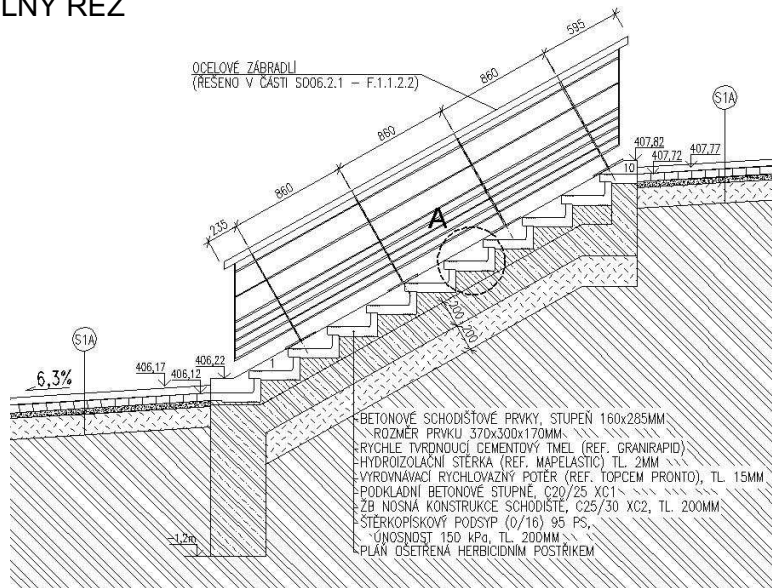 LNÝ ŘEZ
595
OCELOVÉ ZÁBRADLÍ
(ŘEŠENO V ČÁSTI SO06.2.1 – F.1.1.2.2)
860
860
860
860
235
S1A
407,82
407,72
407,77
10
A
1
200
200
S1A
406,17
406,22
406,12
6,3%
BETONOVÉ SCHODIŠŤOVÉ PRVKY, STUPEŇ 160x285MM
ROZMĚR PRVKU 370x300x170MM
RYCHLE TVRDNOUCÍ CEMENTOVÝ TMEL (REF. GRANIRAPID)
HYDROIZOLAČNÍ STĚRKA (REF. MAPELASTIC) TL. 2MM
VYROVNÁVACÍ RYCHLOVAZNÝ POTĚR (REF. TOPCEM PRONTO), TL. 15MM
PODKLADNÍ BETONOVÉ STUPNĚ, C20/25 XC1
ŽB NOSNÁ KONSTRUKCE SCHODIŠTĚ, C25/30 XC2, TL. 200MM
ŠTĚRKOPÍSKOVÝ PODSYP (0/16) 95 PS,
ÚNOSNOST 150 kPa, TL. 200MM
PLÁŇ OŠETŘENÁ HERBICIDNÍM POSTŘIKEM
-1,2m